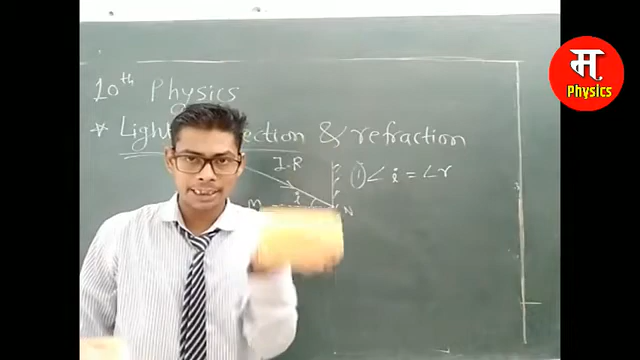 10th Physics
* Light ection & refraction
I.R
(1) ∠i = ∠r
i
M
N
म
Physics